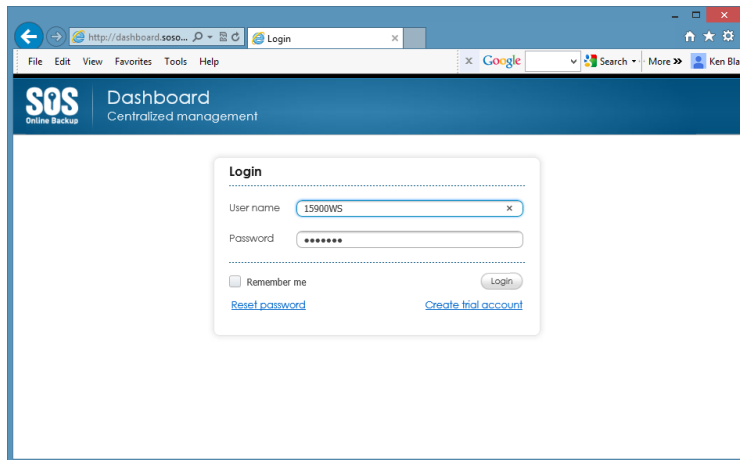 http://dashboard.soso...
Login
File Edit View Favorites Tools Help
x Google Search More »
Ken Bla
SOS
Online Backup
Dashboard
Centralized management
Login
User name 15900WS
Password •••••••
Remember me
Login
Reset password
Create trial account